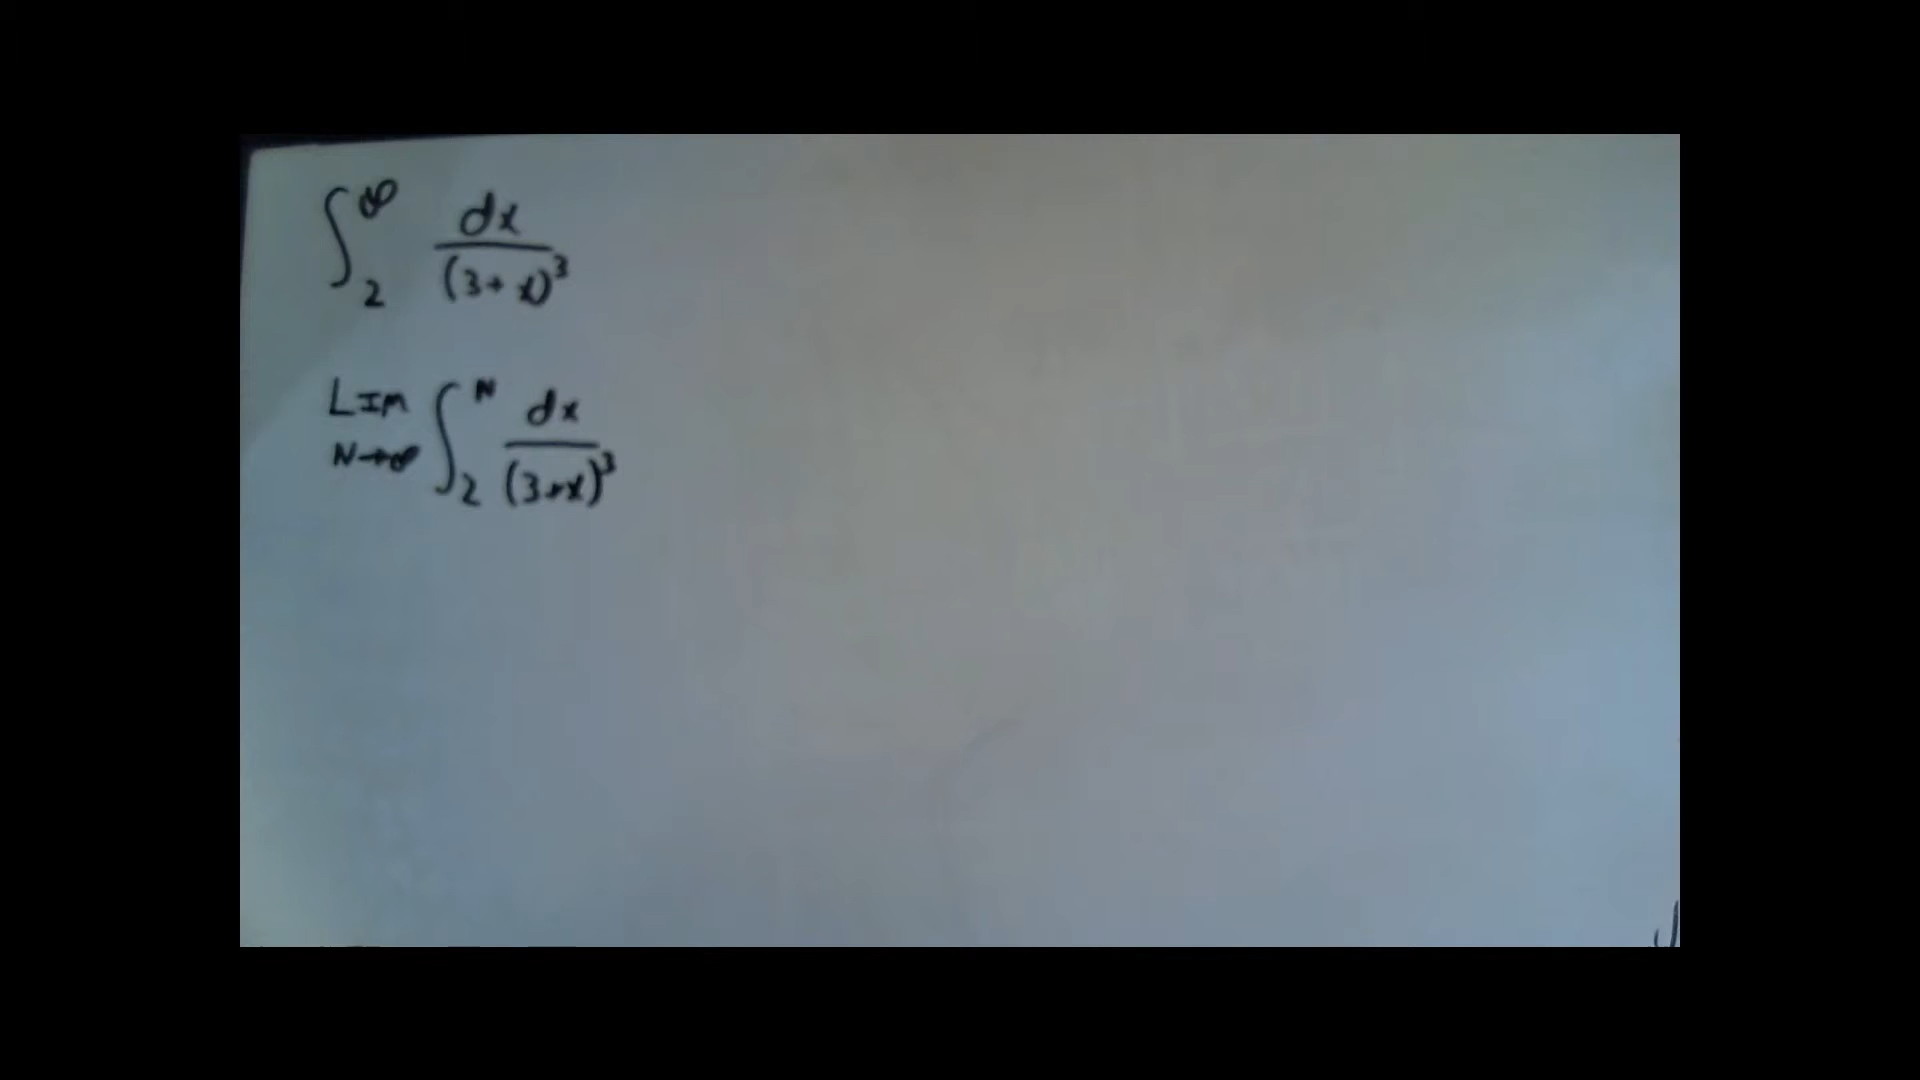 ∫₂^∞ dx/(3+x)³
LIM N→∞ ∫₂^N dx/(3+x)³